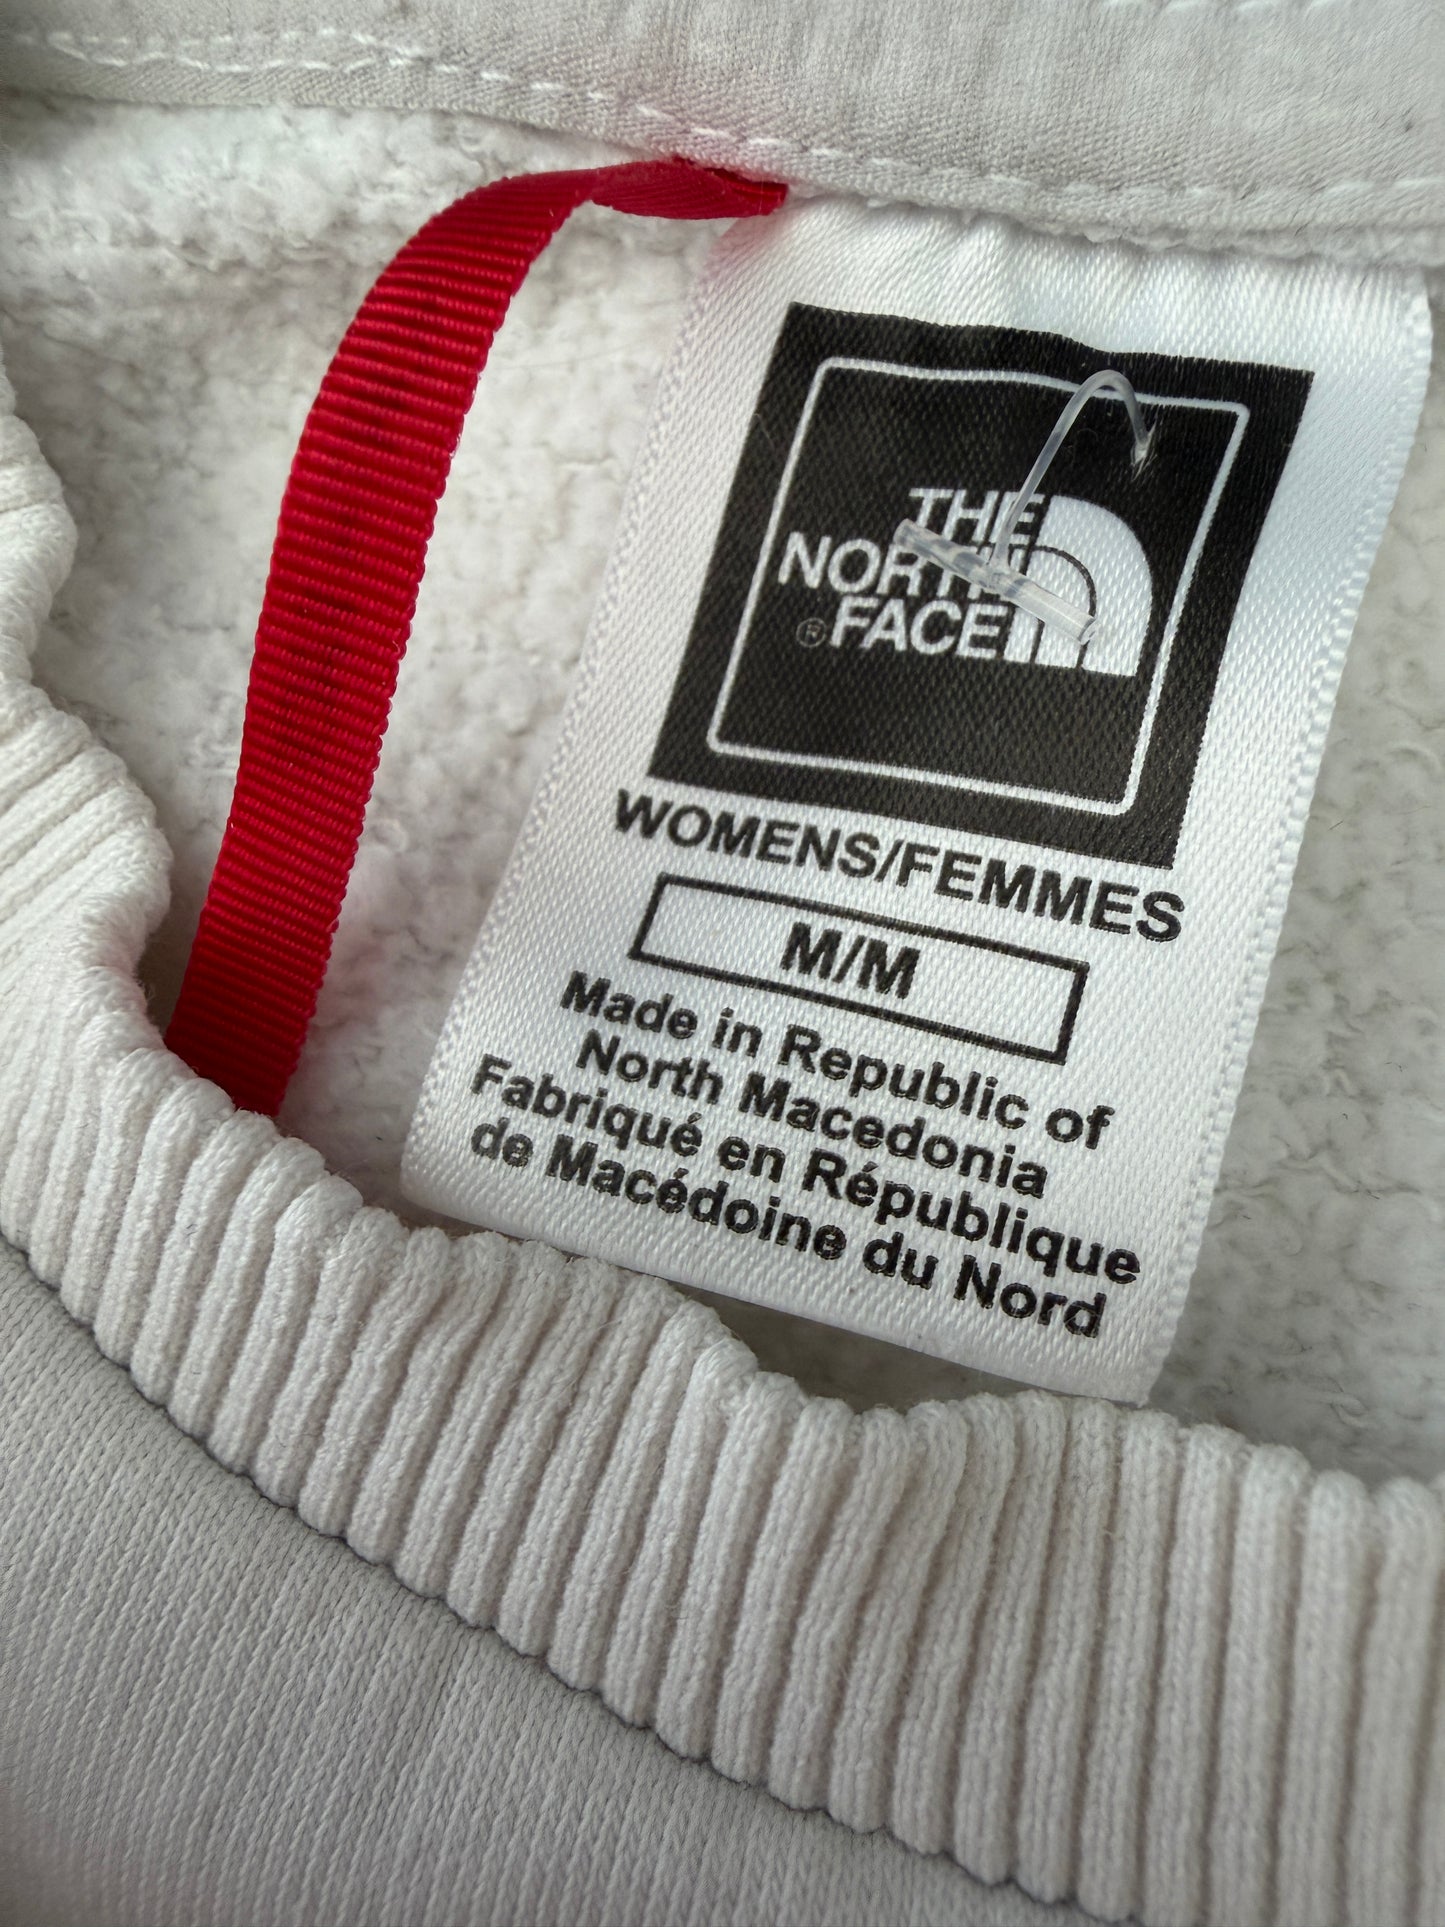 THE
NORTH
®FACE
WOMENS/FEMMES
M/M
Made in Republic of
North Macedonia
Fabriqué en République
de Macédoine du Nord